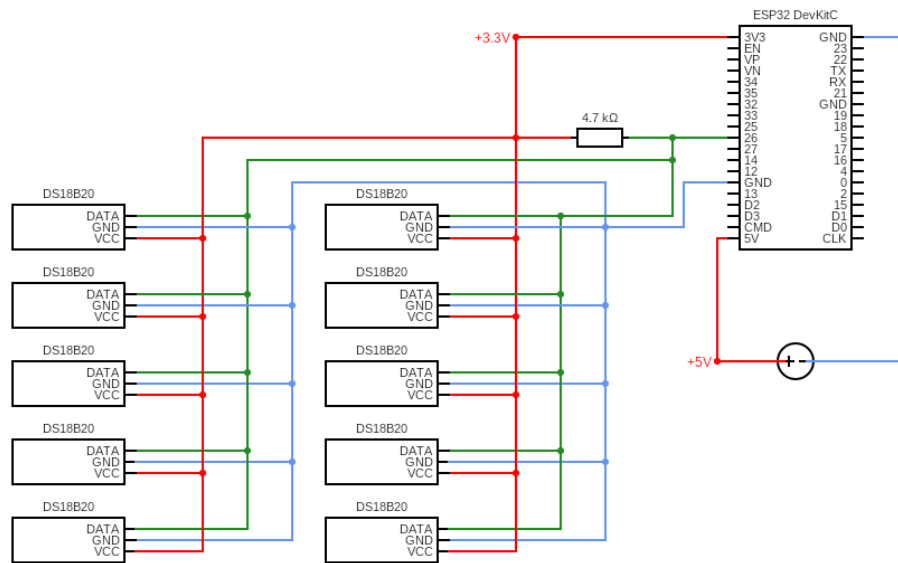 ESP32 DevKitC
+3.3V
3V3 GND
EN 23
VP 22
VN TX
34 RX
35 21
32 GND
33 19
25 18
4.7 kΩ
26 5
27 17
14 16
12 4
GND 0
13 2
D2 15
D3 D1
CMD D0
5V CLK
DS18B20 DS18B20
DATA DATA
GND GND
VCC VCC
DS18B20 DS18B20
DATA DATA
GND GND
VCC VCC
DS18B20 DS18B20
+5V + -
DATA DATA
GND GND
VCC VCC
DS18B20 DS18B20
DATA DATA
GND GND
VCC VCC
DS18B20 DS18B20
DATA DATA
GND GND
VCC VCC